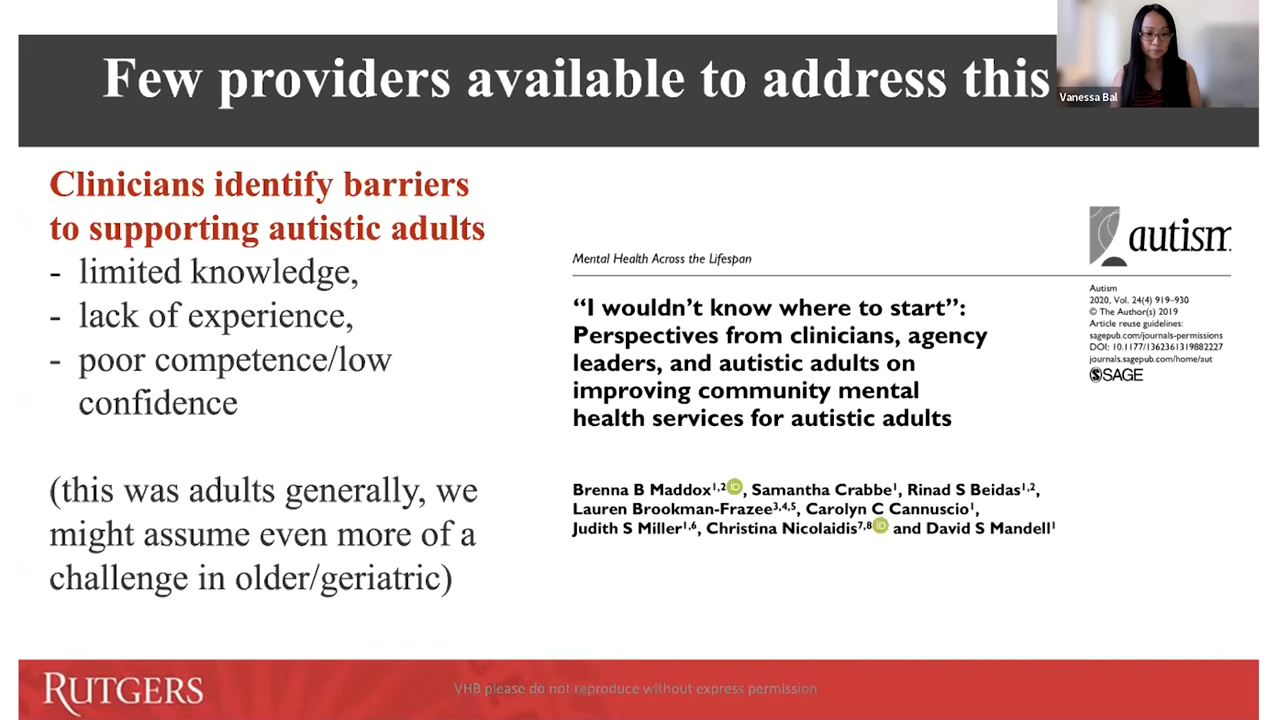 Few providers available to address this
Vanessa Bal
Clinicians identify barriers
to supporting autistic adults
- limited knowledge,
- lack of experience,
- poor competence/low
confidence
(this was adults generally, we
might assume even more of a
challenge in older/geriatric)
Mental Health Across the Lifespan
“I wouldn’t know where to start”:
Perspectives from clinicians, agency
leaders, and autistic adults on
improving community mental
health services for autistic adults
Brenna B Maddox1,2 iD, Samantha Crabbe1, Rinad S Beidas1,2,
Lauren Brookman-Frazee3,4,5, Carolyn C Cannuscio1,
Judith S Miller1,6, Christina Nicolaidis7,8 iD and David S Mandell1
autism
Autism
2020, Vol. 24(4) 919–930
© The Author(s) 2019
Article reuse guidelines:
sagepub.com/journals-permissions
DOI: 10.1177/1362361319882227
journals.sagepub.com/home/aut
SSAGE
RUTGERS
VHB please do not reproduce without express permission